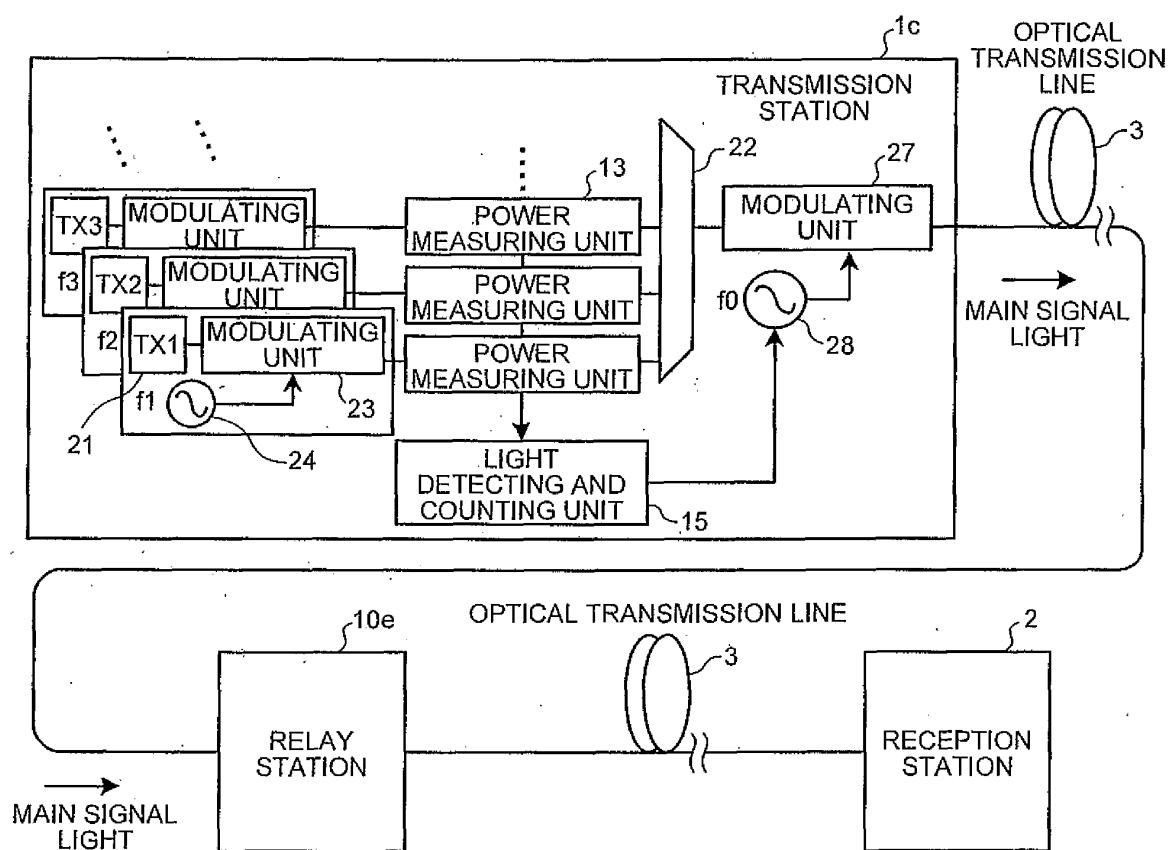 1c
OPTICAL
TRANSMISSION
LINE
3
TRANSMISSION
STATION
22
13
27
TX3
MODULATING
UNIT
POWER
MEASURING UNIT
MODULATING
UNIT
f3
TX2
MODULATING
UNIT
POWER
MEASURING UNIT
f0
28
MAIN SIGNAL
LIGHT
f2
TX1
MODULATING
UNIT
POWER
MEASURING UNIT
f1
23
21
24
LIGHT
DETECTING AND
COUNTING UNIT
15
OPTICAL TRANSMISSION LINE
10e
3
2
RELAY
STATION
RECEPTION
STATION
MAIN SIGNAL
LIGHT